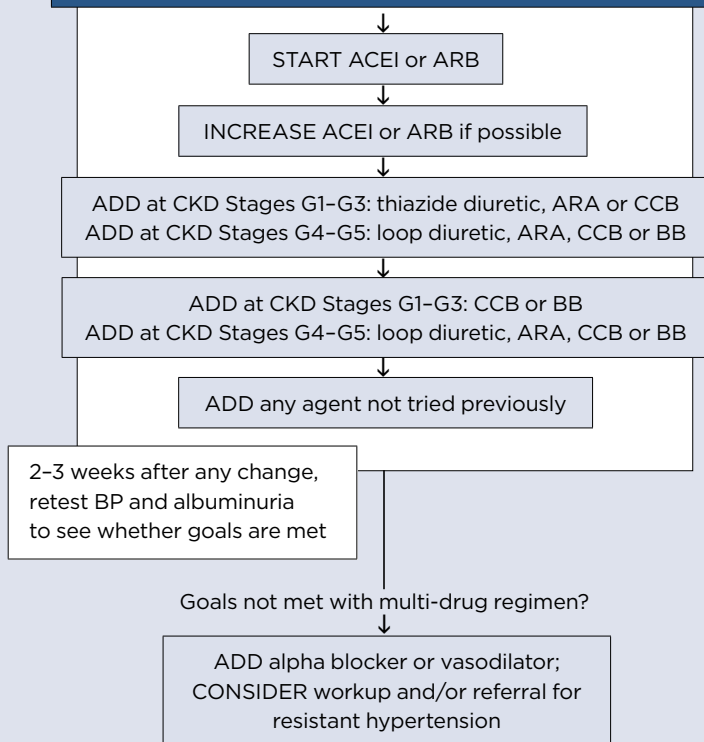 START ACEI or ARB
INCREASE ACEI or ARB if possible
ADD at CKD Stages G1–G3: thiazide diuretic, ARA or CCB
ADD at CKD Stages G4–G5: loop diuretic, ARA, CCB or BB
ADD at CKD Stages G1–G3: CCB or BB
ADD at CKD Stages G4–G5: loop diuretic, ARA, CCB or BB
ADD any agent not tried previously
2–3 weeks after any change,
retest BP and albuminuria
to see whether goals are met
Goals not met with multi-drug regimen?
ADD alpha blocker or vasodilator;
CONSIDER workup and/or referral for
resistant hypertension